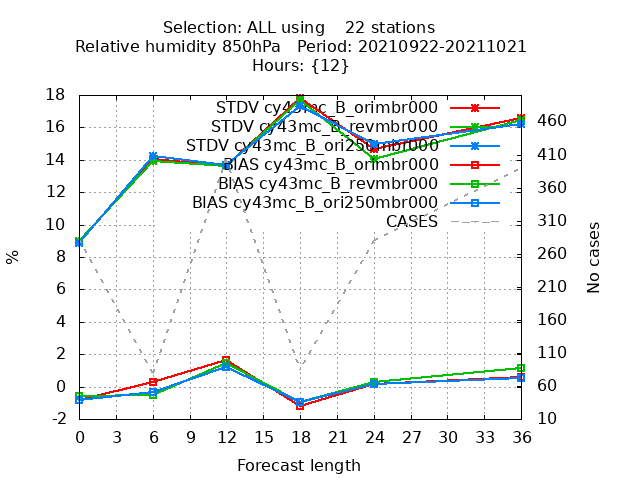 Selection: ALL using 22 stations
Relative humidity 850hPa Period: 20210922-20211021
Hours: {12}
STDV cy43mc_B_orimbr000
STDV cy43mc_B_revmbr000
STDV cy43mc_B_ori250mbr000
BIAS cy43mc_B_orimbr000
BIAS cy43mc_B_revmbr000
BIAS cy43mc_B_ori250mbr000
CASES
18
16
14
12
10
8
6
4
2
0
-2
%
460
410
360
310
260
210
160
110
60
10
No cases
0 3 6 9 12 15 18 21 24 27 30 33 36
Forecast length